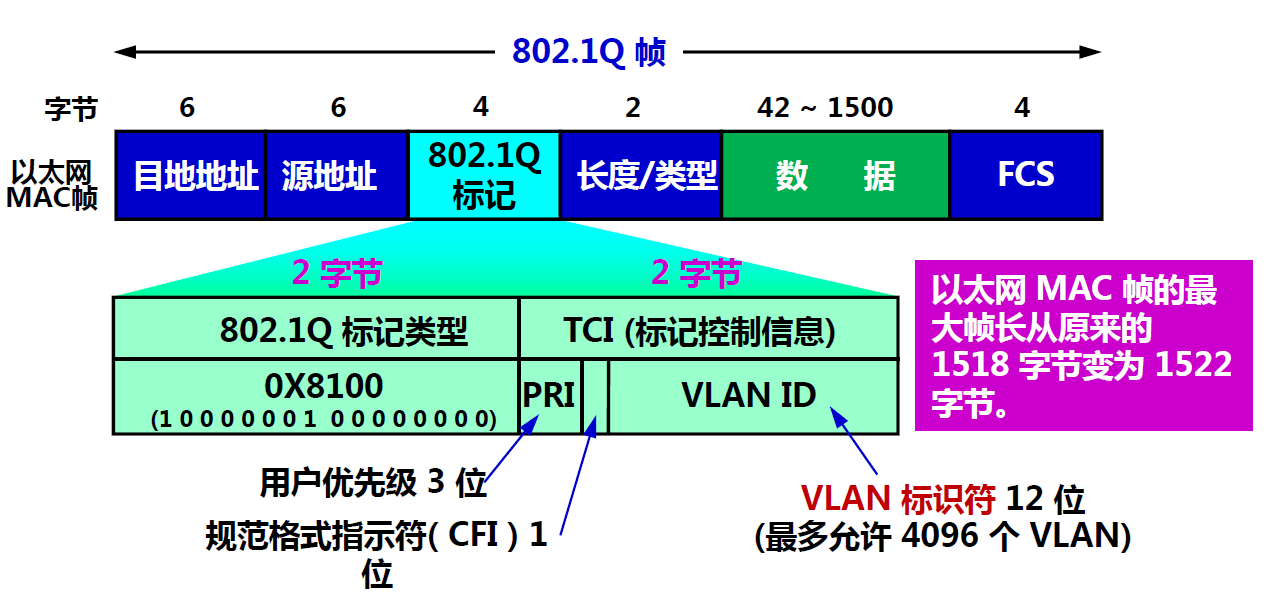 802.1Q 帧
字节 6 6 4 2 42 ~ 1500 4
以太网
MAC帧
目地地址 源地址 802.1Q
标记 长度/类型 数 据 FCS
2 字节 2 字节
802.1Q 标记类型 TCI (标记控制信息)
0X8100
(1 0 0 0 0 0 0 1 0 0 0 0 0 0 0 0)
PRI VLAN ID
以太网 MAC 帧的最
大帧长从原来的
1518 字节变为 1522
字节。
用户优先级 3 位
规范格式指示符( CFI ) 1
位
VLAN 标识符 12 位
(最多允许 4096 个 VLAN)